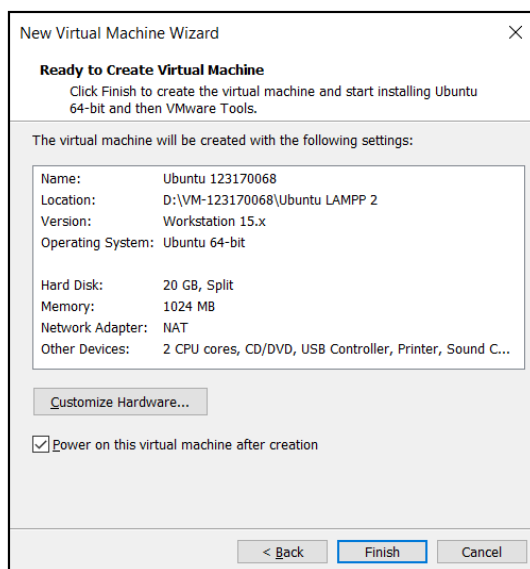 New Virtual Machine Wizard
Ready to Create Virtual Machine
Click Finish to create the virtual machine and start installing Ubuntu
64-bit and then VMware Tools.
The virtual machine will be created with the following settings:
Name: Ubuntu 123170068
Location: D:\VM-123170068\Ubuntu LAMPP 2
Version: Workstation 15.x
Operating System: Ubuntu 64-bit
Hard Disk: 20 GB, Split
Memory: 1024 MB
Network Adapter: NAT
Other Devices: 2 CPU cores, CD/DVD, USB Controller, Printer, Sound C...
Customize Hardware...
Power on this virtual machine after creation
< Back Finish Cancel